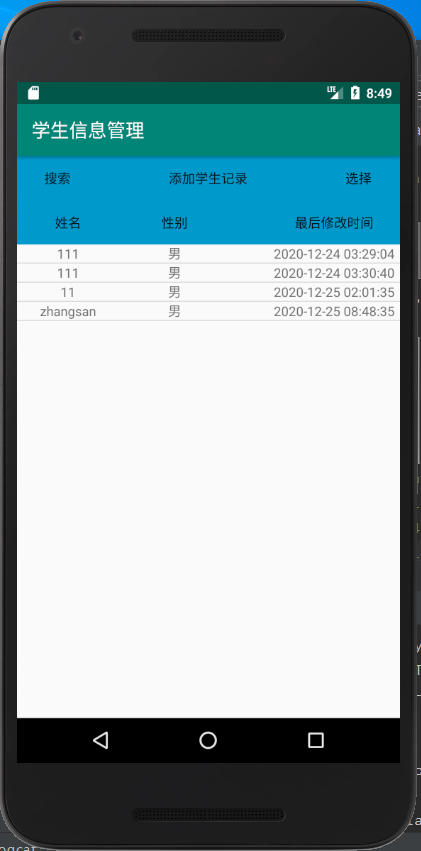 LTE 8:49
学生信息管理
搜索 添加学生记录 选择
姓名 性别 最后修改时间
111 男 2020-12-24 03:29:04
111 男 2020-12-24 03:30:40
11 男 2020-12-25 02:01:35
zhangsan 男 2020-12-25 08:48:35